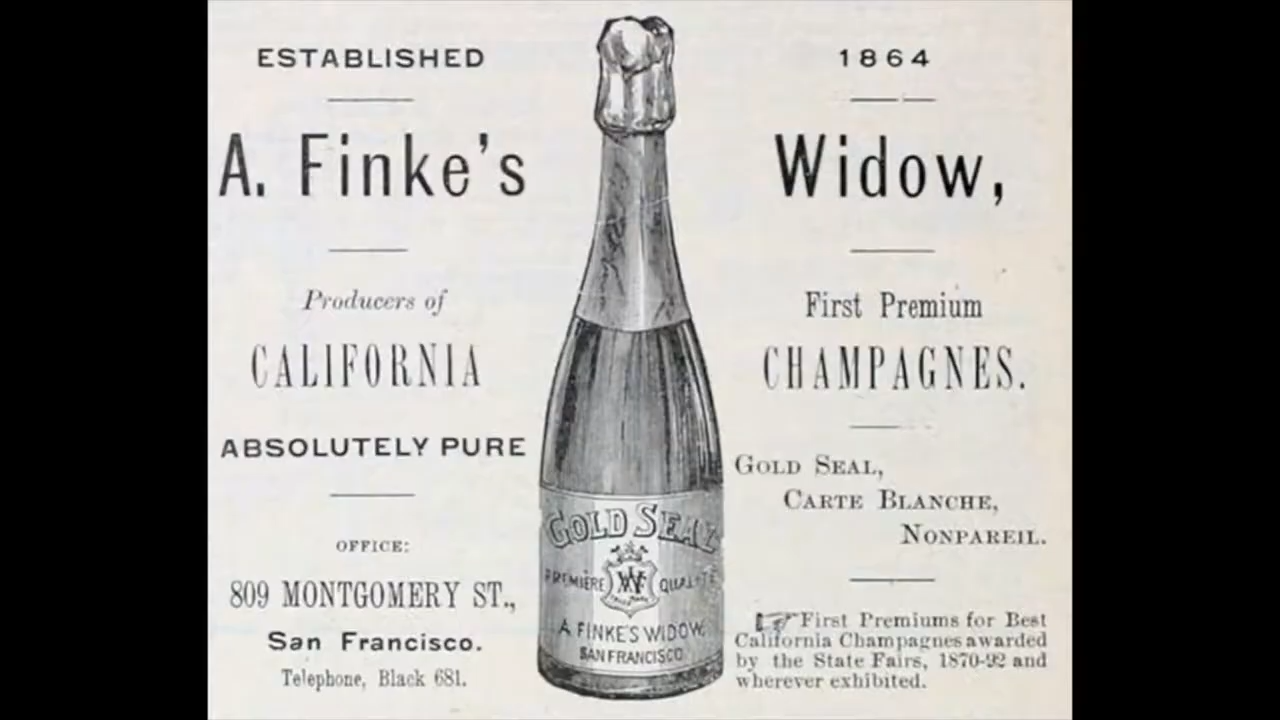 ESTABLISHED
1864
A. Finke's
Widow,
Producers of
First Premium
CALIFORNIA
CHAMPAGNES.
ABSOLUTELY PURE
GOLD SEAL,
CARTE BLANCHE,
NONPAREIL.
OFFICE:
809 MONTGOMERY ST.,
San Francisco.
Telephone, Black 681.
☞First Premiums for Best
California Champagnes awarded
by the State Fairs, 1870-92 and
wherever exhibited.
GOLD SEAL
PREMIÈRE QUALITÉ
A. FINKE'S WIDOW
SAN FRANCISCO